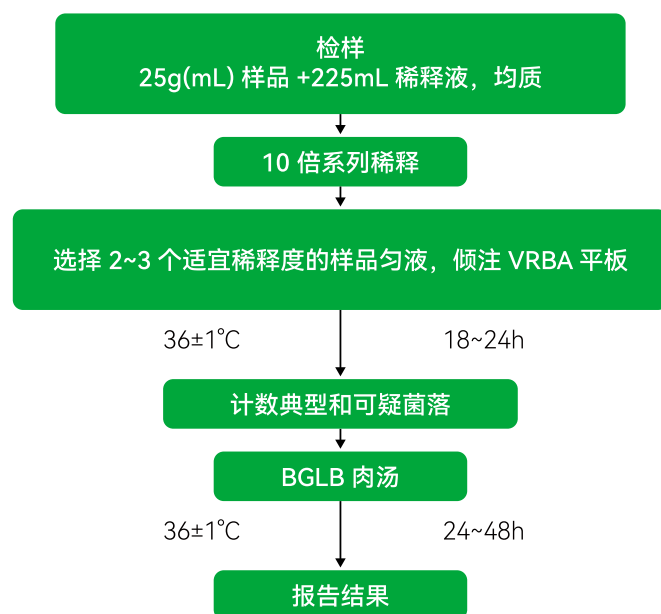 检样
25g(mL) 样品 +225mL 稀释液，均质
10 倍系列稀释
选择 2~3 个适宜稀释度的样品匀液，倾注 VRBA 平板
36±1℃ 18~24h
计数典型和可疑菌落
BGLB 肉汤
36±1℃ 24~48h
报告结果